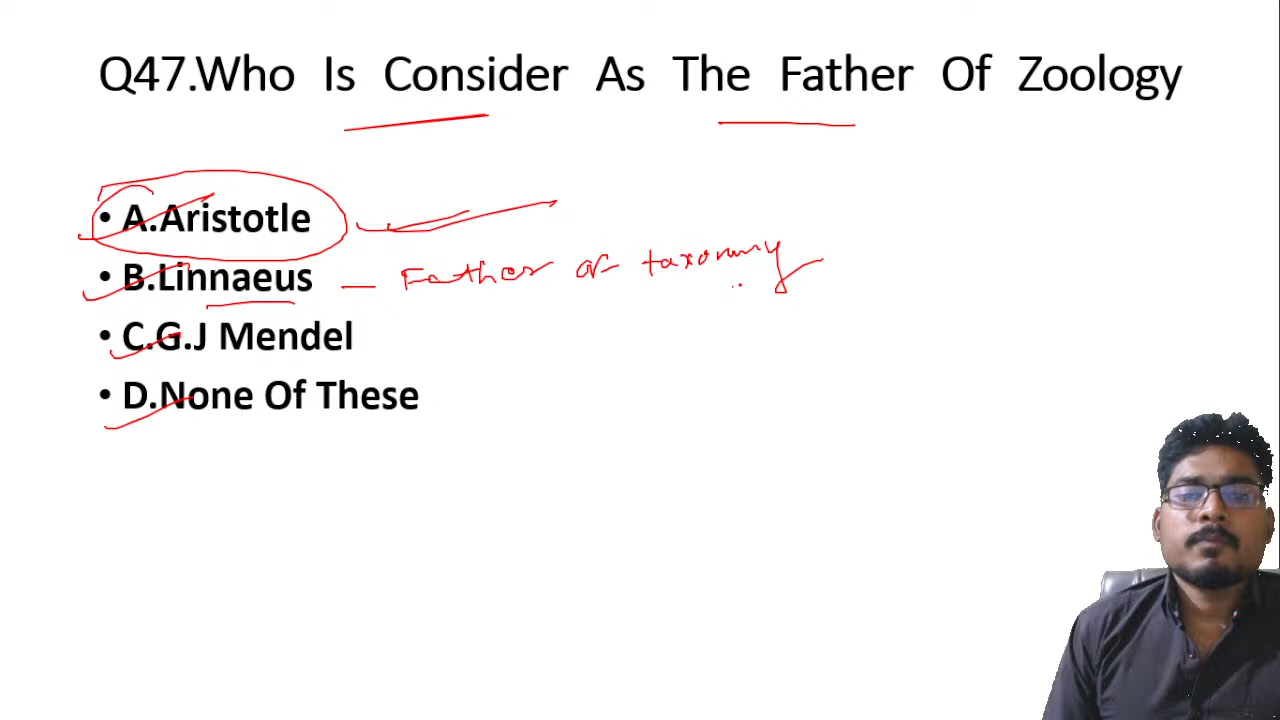 Q47.Who Is Consider As The Father Of Zoology
• A.Aristotle
• B.Linnaeus — Father of taxonomy
• C.G.J Mendel
• D.None Of These